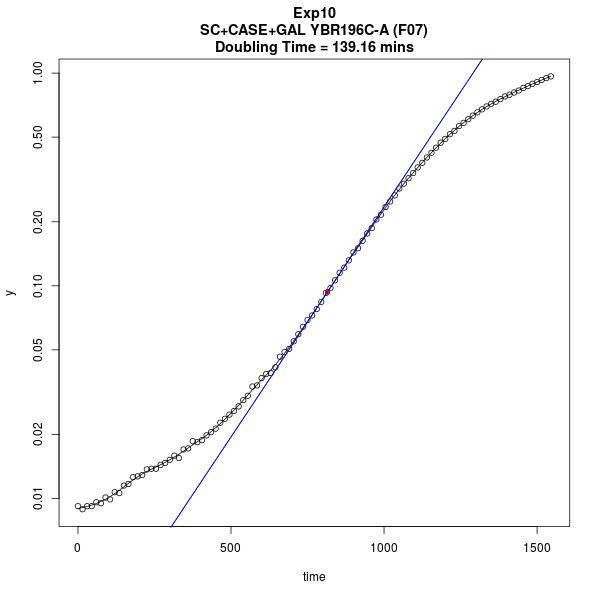 Exp10
SC+CASE+GAL YBR196C-A (F07)
Doubling Time = 139.16 mins
1.00
0.50
0.20
0.10
0.05
0.02
0.01
y
0 500 1000 1500
time